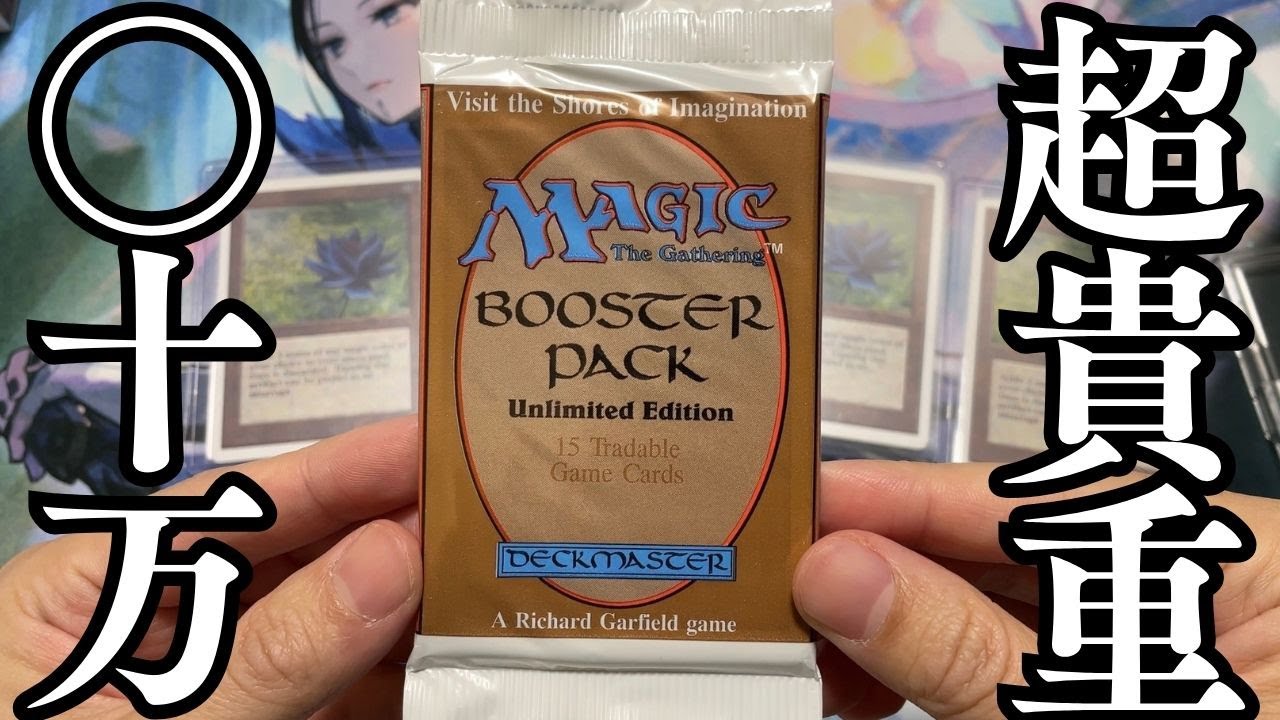 超貴重
〇十万
Visit the Shores of Imagination
MAGIC
The Gathering™
BOOSTER
PACK
Unlimited Edition
15 Tradable
Game Cards
DECKMASTER
A Richard Garfield game